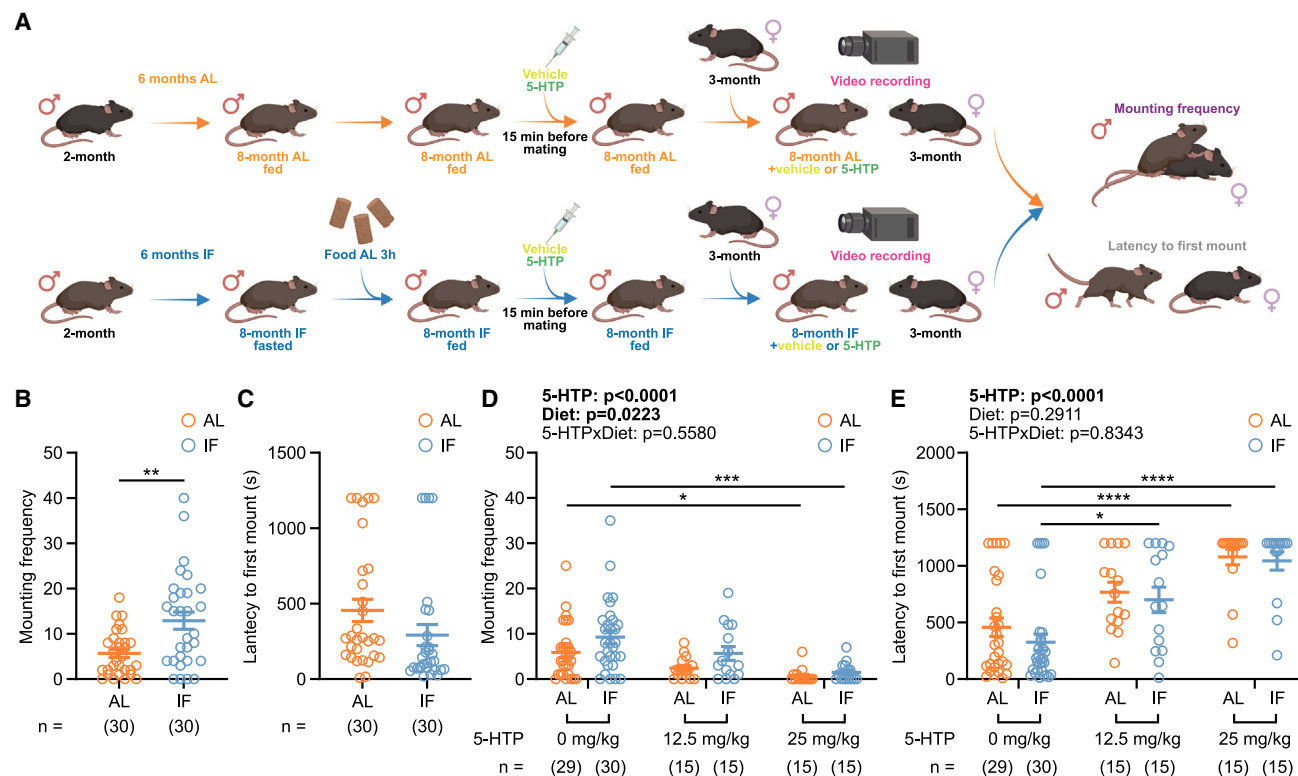 A
6 months AL
Vehicle
5-HTP
3-month
Video recording
2-month
8-month AL
fed
8-month AL
fed
15 min before
mating
8-month AL
fed
8-month AL
+vehicle or 5-HTP
3-month
Mounting frequency
6 months IF
Food AL 3h
Vehicle
5-HTP
3-month
Video recording
Latency to first mount
2-month
8-month IF
fasted
8-month IF
fed
15 min before
mating
8-month IF
fed
8-month IF
+vehicle or 5-HTP
3-month
B
AL
IF
Mounting frequency
50
40
30
20
10
0
**
AL
IF
n =
(30)
(30)
C
AL
IF
Lantecy to first mount (s)
1500
1000
500
0
AL
IF
(30)
(30)
D
5-HTP: p<0.0001
Diet: p=0.0223
5-HTPxDiet: p=0.5580
AL
IF
Mounting frequency
50
40
30
20
10
0
***
*
AL IF AL IF AL IF
5-HTP 0 mg/kg 12.5 mg/kg 25 mg/kg
n = (29) (30) (15) (15) (15) (15)
E
5-HTP: p<0.0001
Diet: p=0.2911
5-HTPxDiet: p=0.8343
AL
IF
Latency to first mount (s)
2000
1500
1000
500
0
****
****
*
AL IF AL IF AL IF
0 mg/kg 12.5 mg/kg 25 mg/kg
(29) (30) (15) (15) (15) (15)